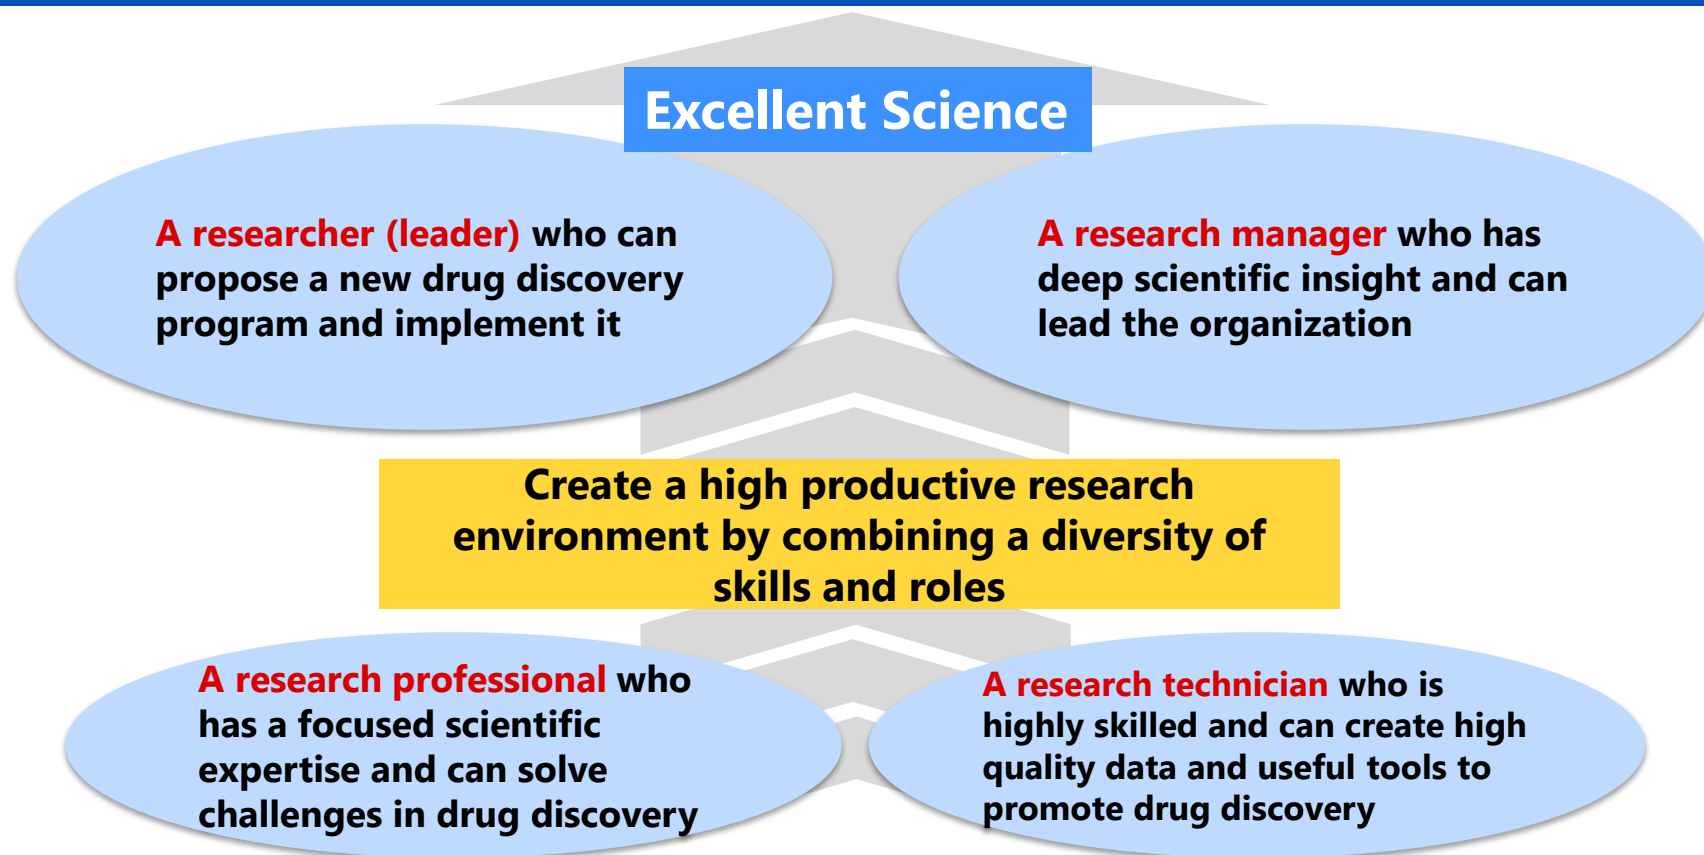 Excellent Science
A researcher (leader) who can
propose a new drug discovery
program and implement it
A research manager who has
deep scientific insight and can
lead the organization
Create a high productive research
environment by combining a diversity of
skills and roles
A research professional who
has a focused scientific
expertise and can solve
challenges in drug discovery
A research technician who is
highly skilled and can create high
quality data and useful tools to
promote drug discovery